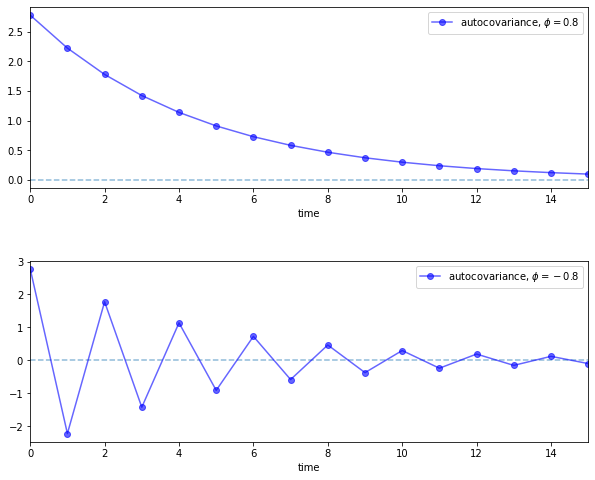 autocovariance, ϕ = 0.8
2.5
2.0
1.5
1.0
0.5
0.0
0 2 4 6 8 10 12 14
time
autocovariance, ϕ = −0.8
3
2
1
0
−1
−2
0 2 4 6 8 10 12 14
time